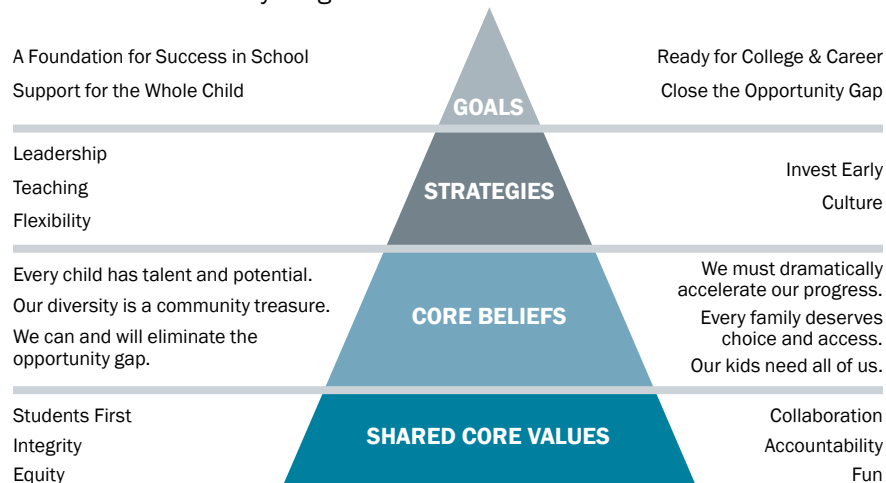 A Foundation for Success in School
Support for the Whole Child
GOALS
Ready for College & Career
Close the Opportunity Gap
Leadership
Teaching
Flexibility
STRATEGIES
Invest Early
Culture
Every child has talent and potential.
Our diversity is a community treasure.
We can and will eliminate the
opportunity gap.
CORE BELIEFS
We must dramatically
accelerate our progress.
Every family deserves
choice and access.
Our kids need all of us.
Students First
Integrity
Equity
SHARED CORE VALUES
Collaboration
Accountability
Fun